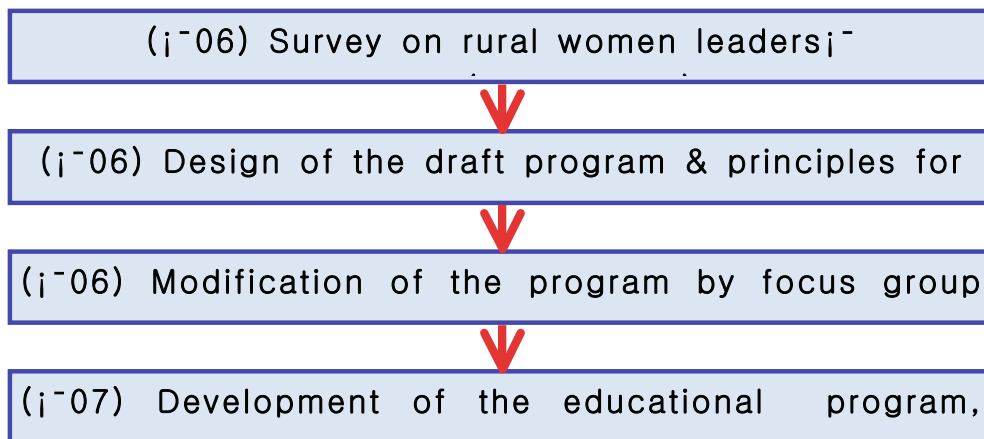 (¡¯06) Survey on rural women leaders¡¯
(¡¯06) Design of the draft program & principles for
(¡¯06) Modification of the program by focus group
(¡¯07) Development of the educational program,